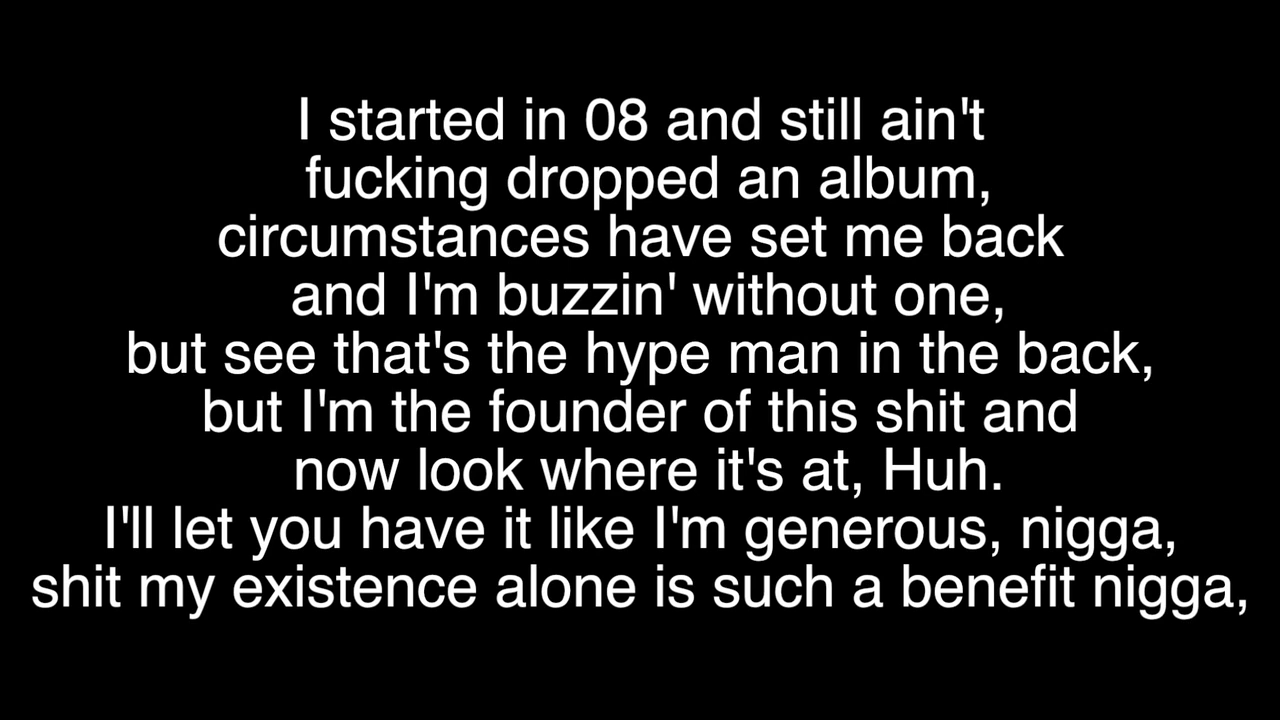 I started in 08 and still ain't
fucking dropped an album,
circumstances have set me back
and I'm buzzin' without one,
but see that's the hype man in the back,
but I'm the founder of this shit and
now look where it's at, Huh.
I'll let you have it like I'm generous, nigga,
shit my existence alone is such a benefit nigga,